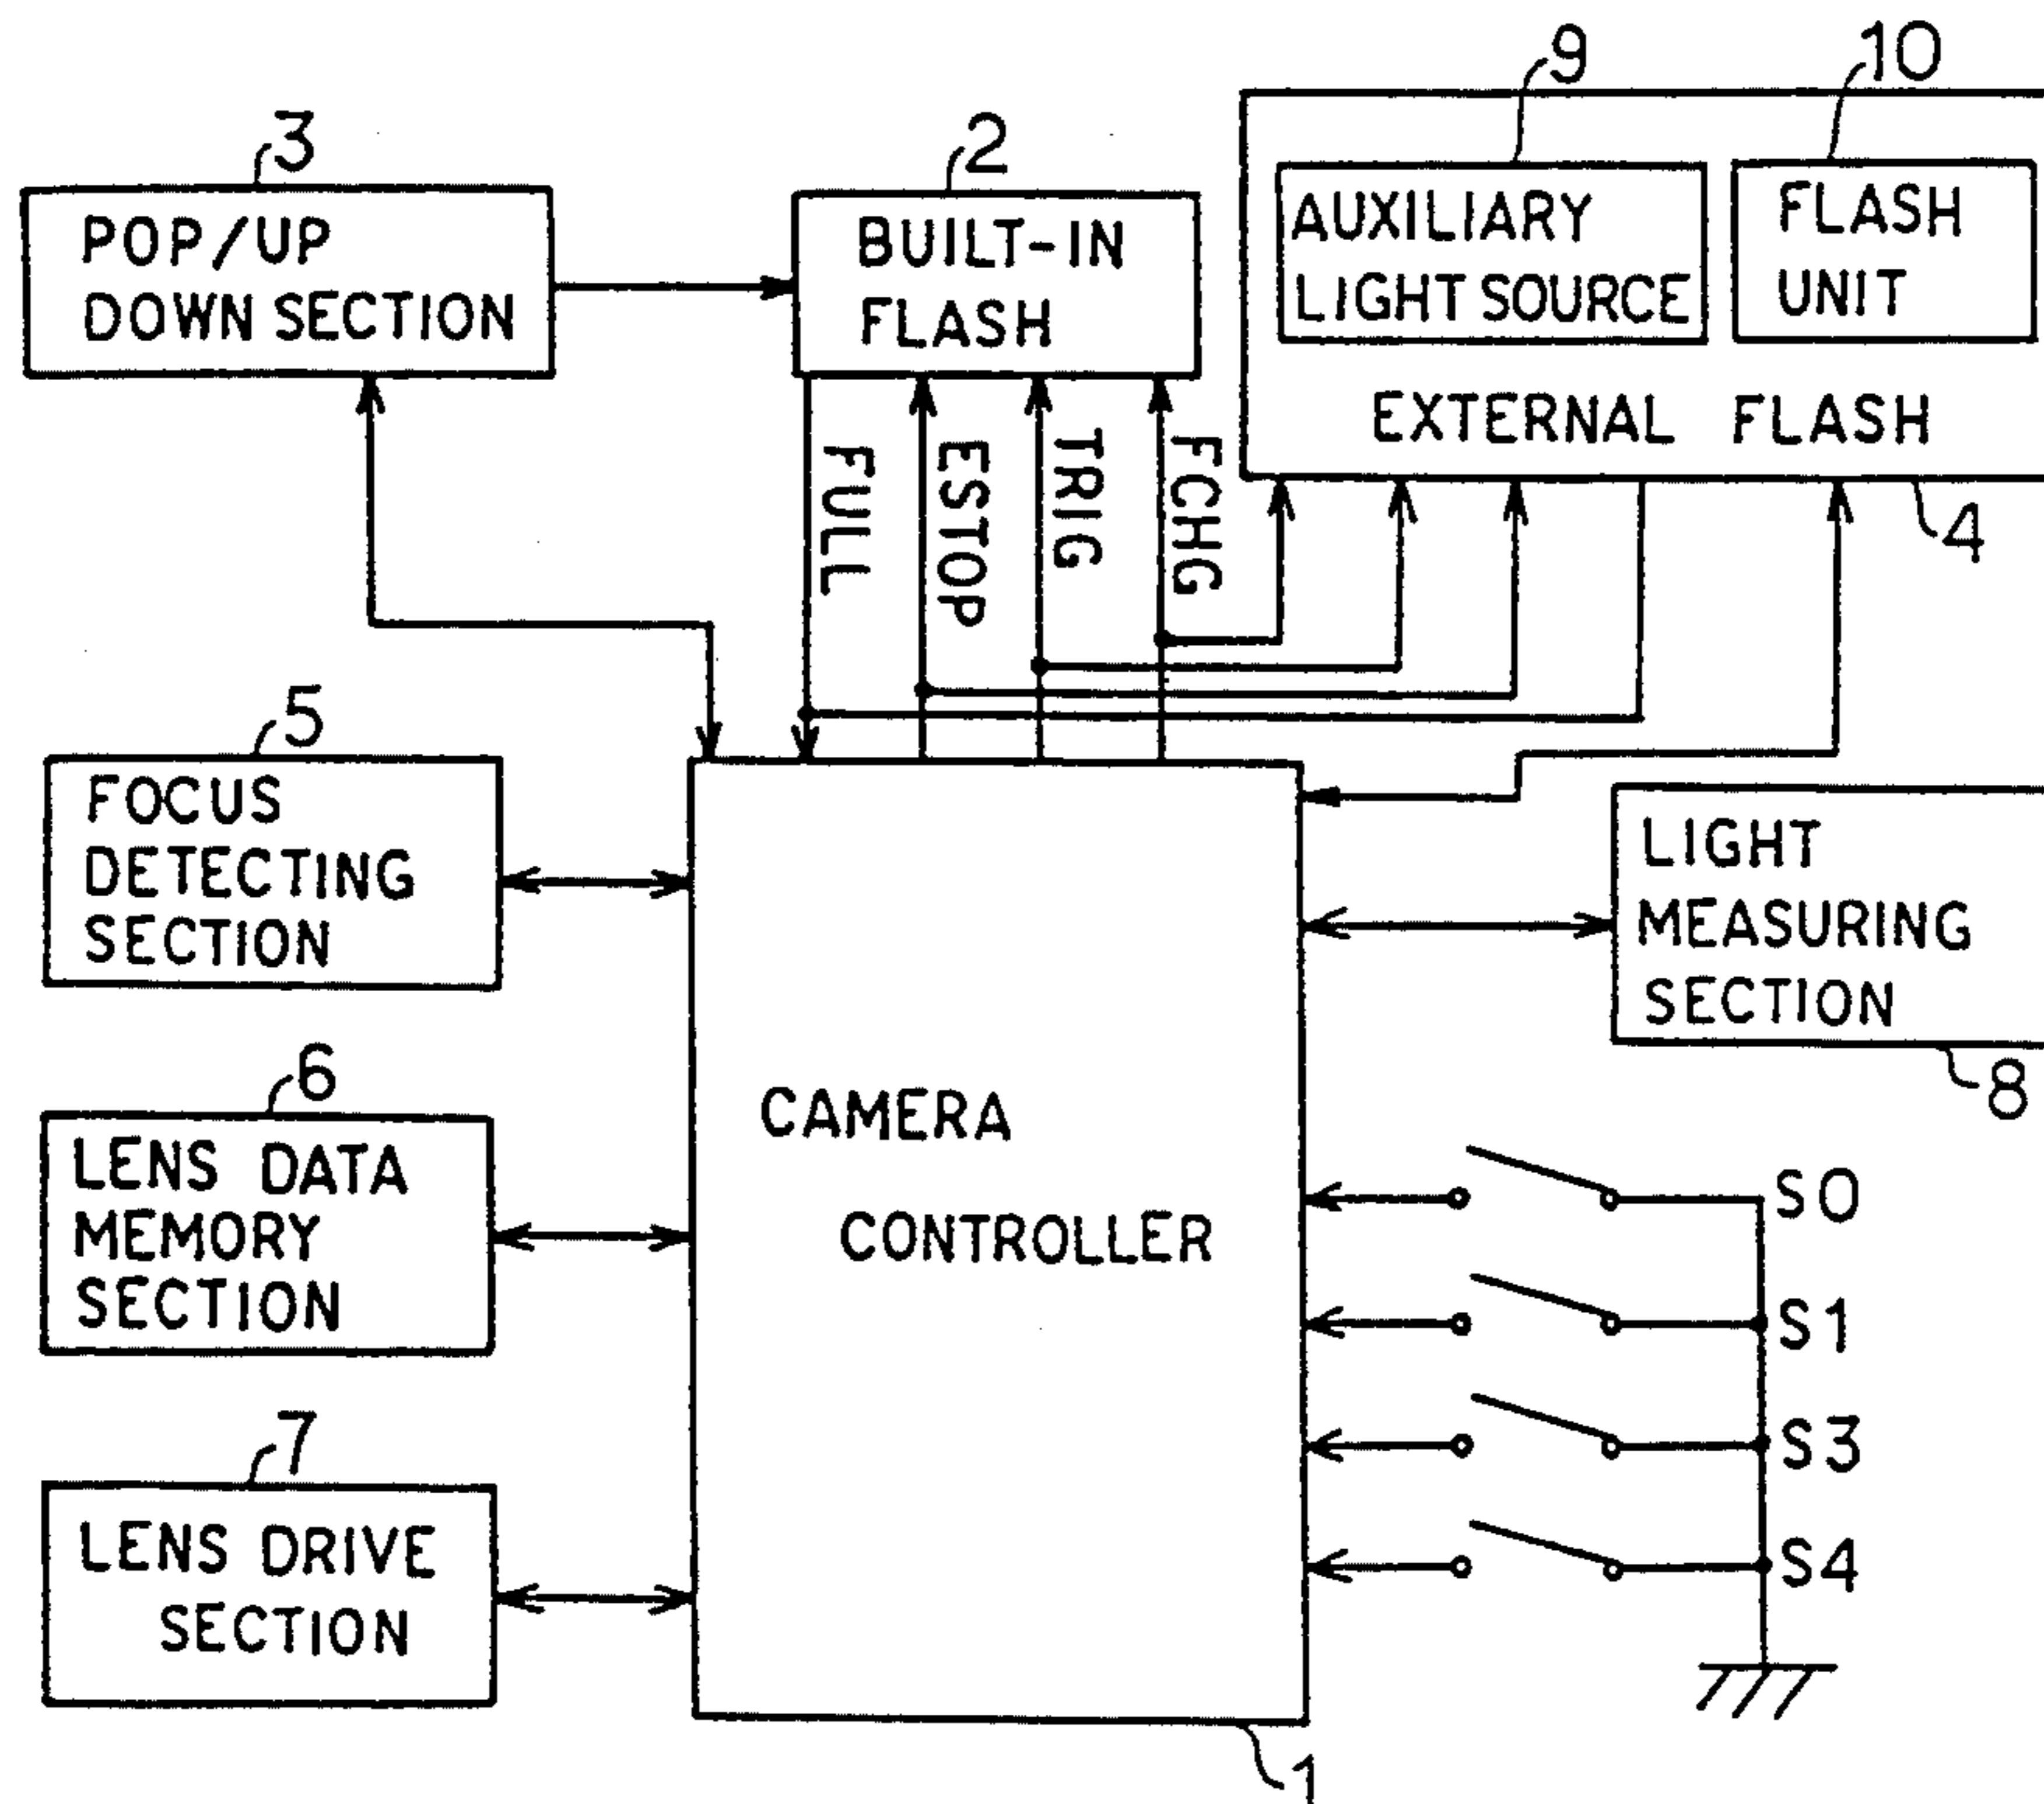 3
POP/UP
DOWN SECTION
2
BUILT-IN
FLASH
9
AUXILIARY
LIGHT SOURCE
10
FLASH
UNIT
EXTERNAL FLASH
4
FULL
ESTOP
TRIG
FCHG
5
FOCUS
DETECTING
SECTION
LIGHT
MEASURING
SECTION
8
6
LENS DATA
MEMORY
SECTION
CAMERA
CONTROLLER
S0
S1
S3
S4
7
LENS DRIVE
SECTION
1